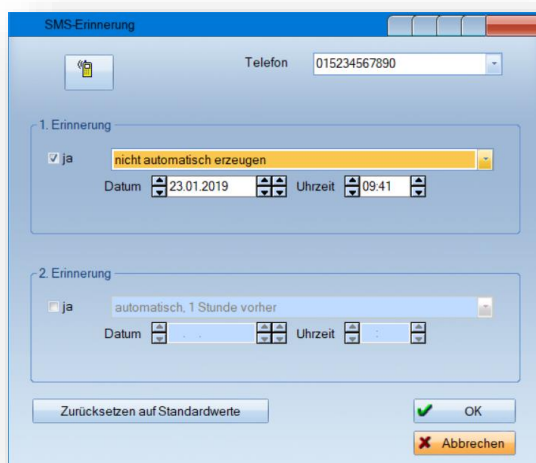 SMS-Erinnerung
Telefon 015234567890
1. Erinnerung
ja nicht automatisch erzeugen
Datum 23.01.2019 Uhrzeit 09:41
2. Erinnerung
ja automatisch, 1 Stunde vorher
Datum . . Uhrzeit :
Zurücksetzen auf Standardwerte OK
Abbrechen